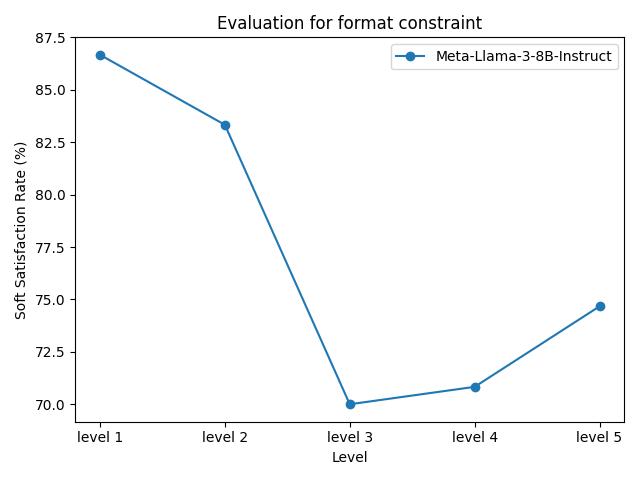 Evaluation for format constraint
Meta-Llama-3-8B-Instruct
Soft Satisfaction Rate (%)
87.5
85.0
82.5
80.0
77.5
75.0
72.5
70.0
level 1 level 2 level 3 level 4 level 5
Level